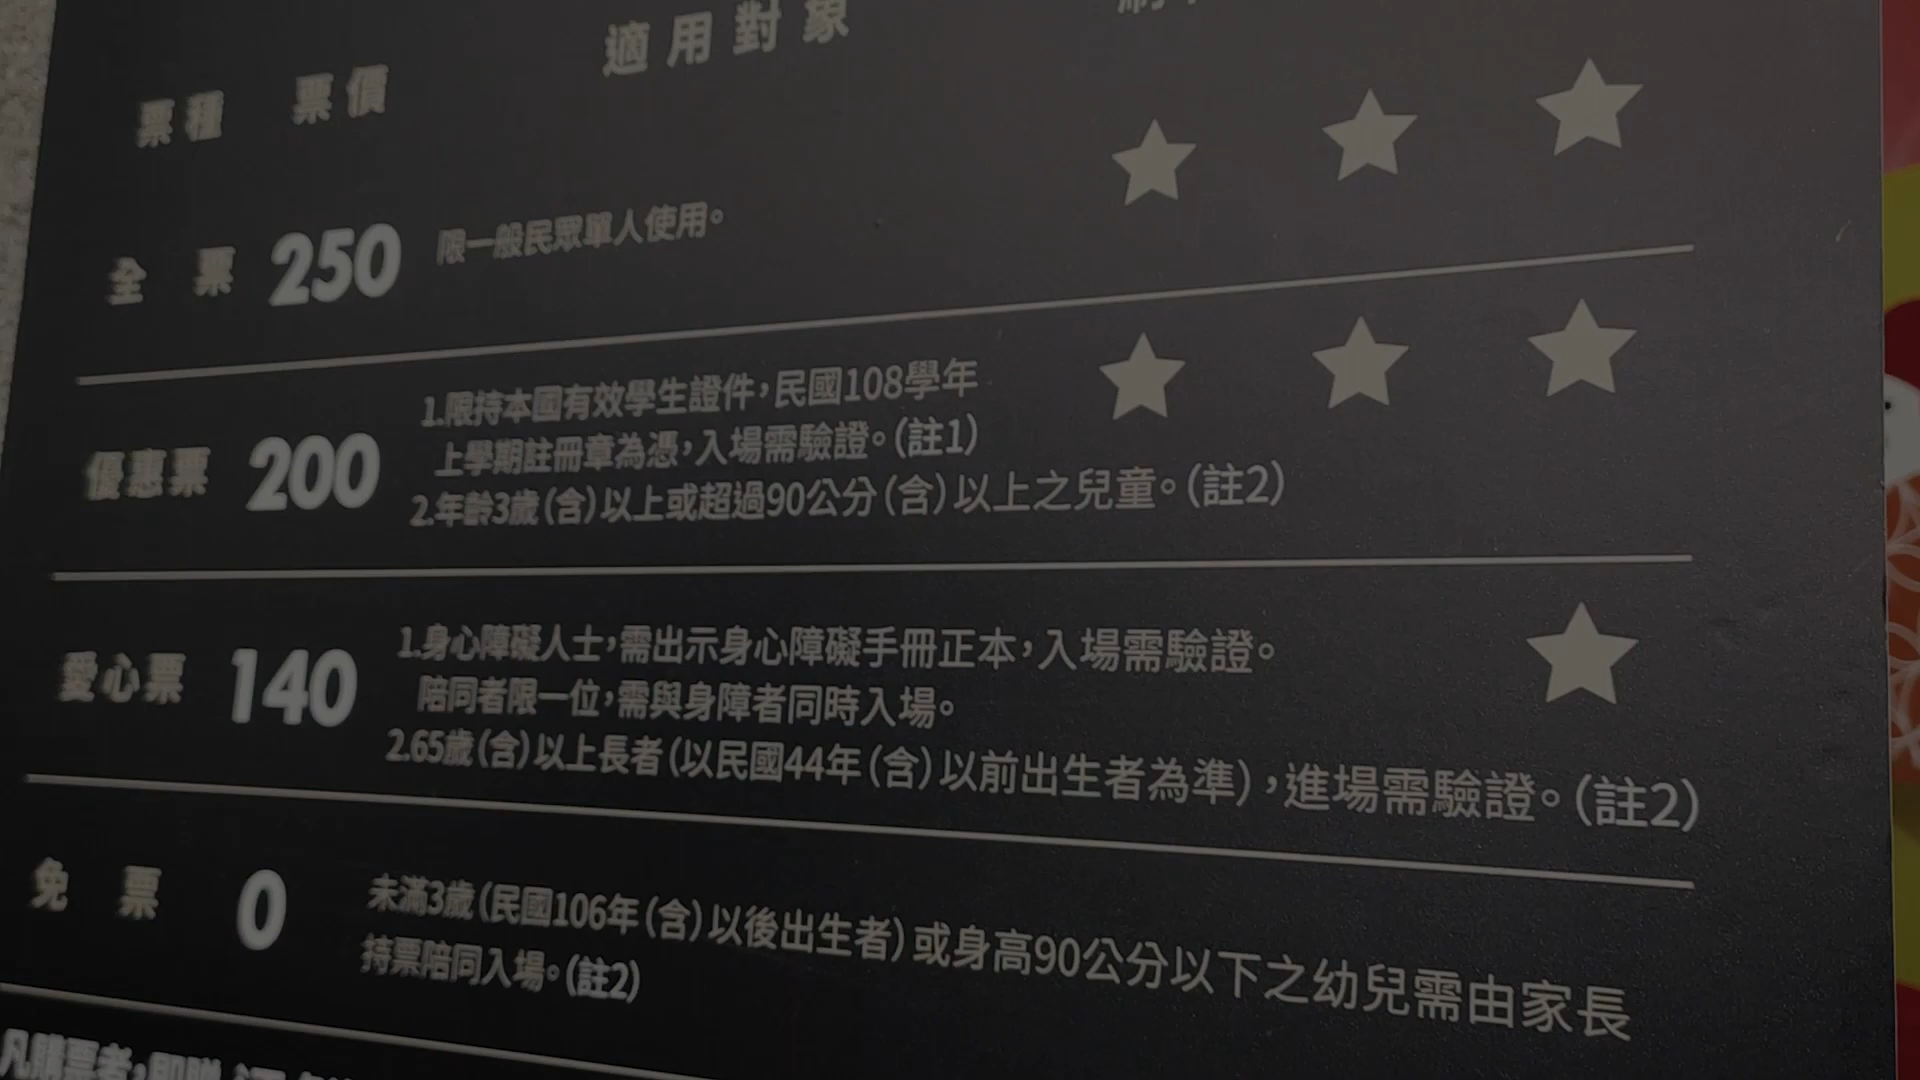 票種 票價 適用對象
全票 250 限一般民眾單人使用。
優惠票 200 1.限持本國有效學生證件,民國108學年
上學期註冊章為憑,入場需驗證。(註1)
2.年齡3歲(含)以上或超過90公分(含)以上之兒童。(註2)
愛心票 140 1.身心障礙人士,需出示身心障礙手冊正本,入場需驗證。
陪同者限一位,需與身障者同時入場。
2.65歲(含)以上長者(以民國44年(含)以前出生者為準),進場需驗證。(註2)
免票 0 未滿3歲(民國106年(含)以後出生者)或身高90公分以下之幼兒需由家長
持票陪同入場。(註2)
凡購票者,即贈